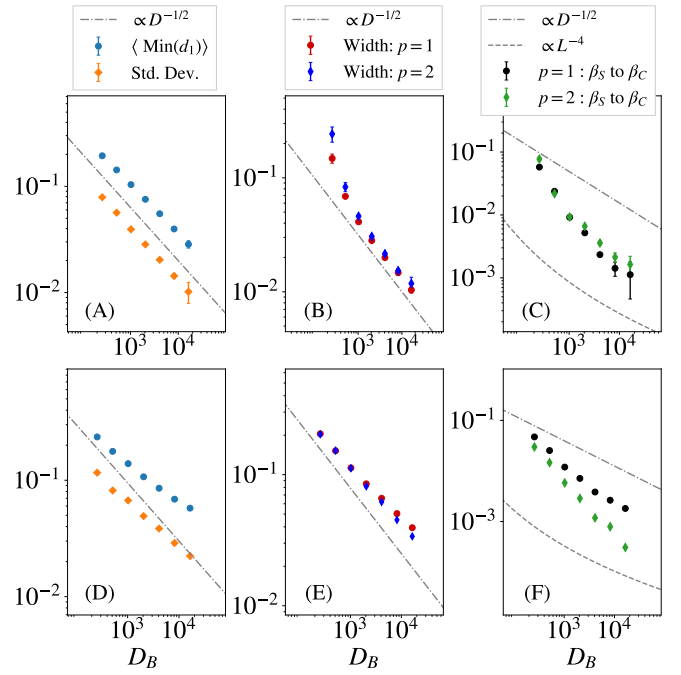 ∝D^{−1/2}
⟨ Min(d_1)⟩
Std. Dev.
∝D^{−1/2}
Width: p = 1
Width: p = 2
∝D^{−1/2}
∝L^{−4}
p = 1 : β_S to β_C
p = 2 : β_S to β_C
10^{−1}
10^{−2}
(A)
10^3
10^4
10^0
10^{−1}
10^{−2}
(B)
10^3
10^4
10^{−1}
10^{−2}
10^{−3}
(C)
10^3
10^4
10^{−1}
10^{−2}
(D)
10^3
10^4
D_B
10^{−1}
10^{−2}
(E)
10^3
10^4
D_B
10^{−1}
10^{−3}
(F)
10^3
10^4
D_B